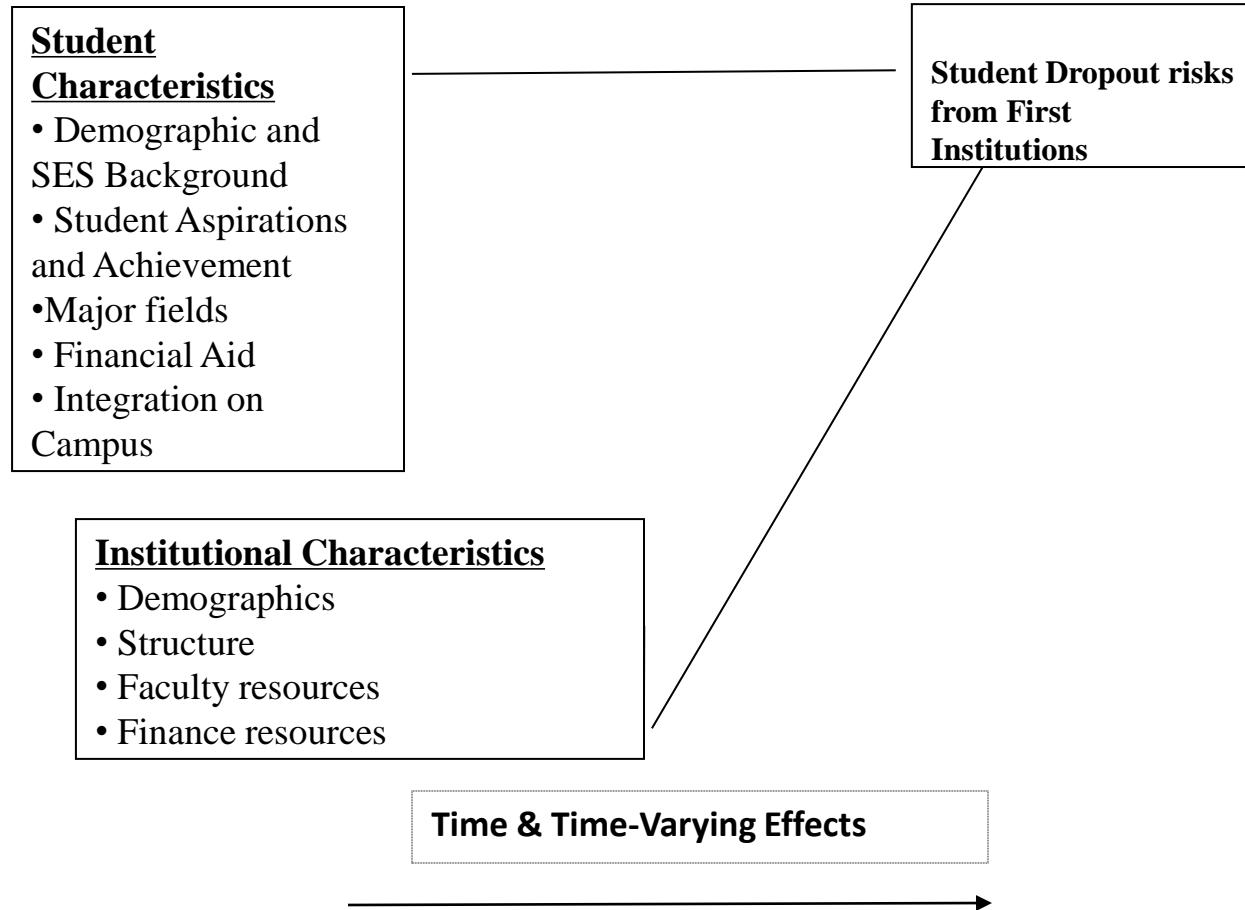 Student
Characteristics
• Demographic and
SES Background
• Student Aspirations
and Achievement
•Major fields
• Financial Aid
• Integration on
Campus
Student Dropout risks
from First
Institutions
Institutional Characteristics
• Demographics
• Structure
• Faculty resources
• Finance resources
Time & Time-Varying Effects